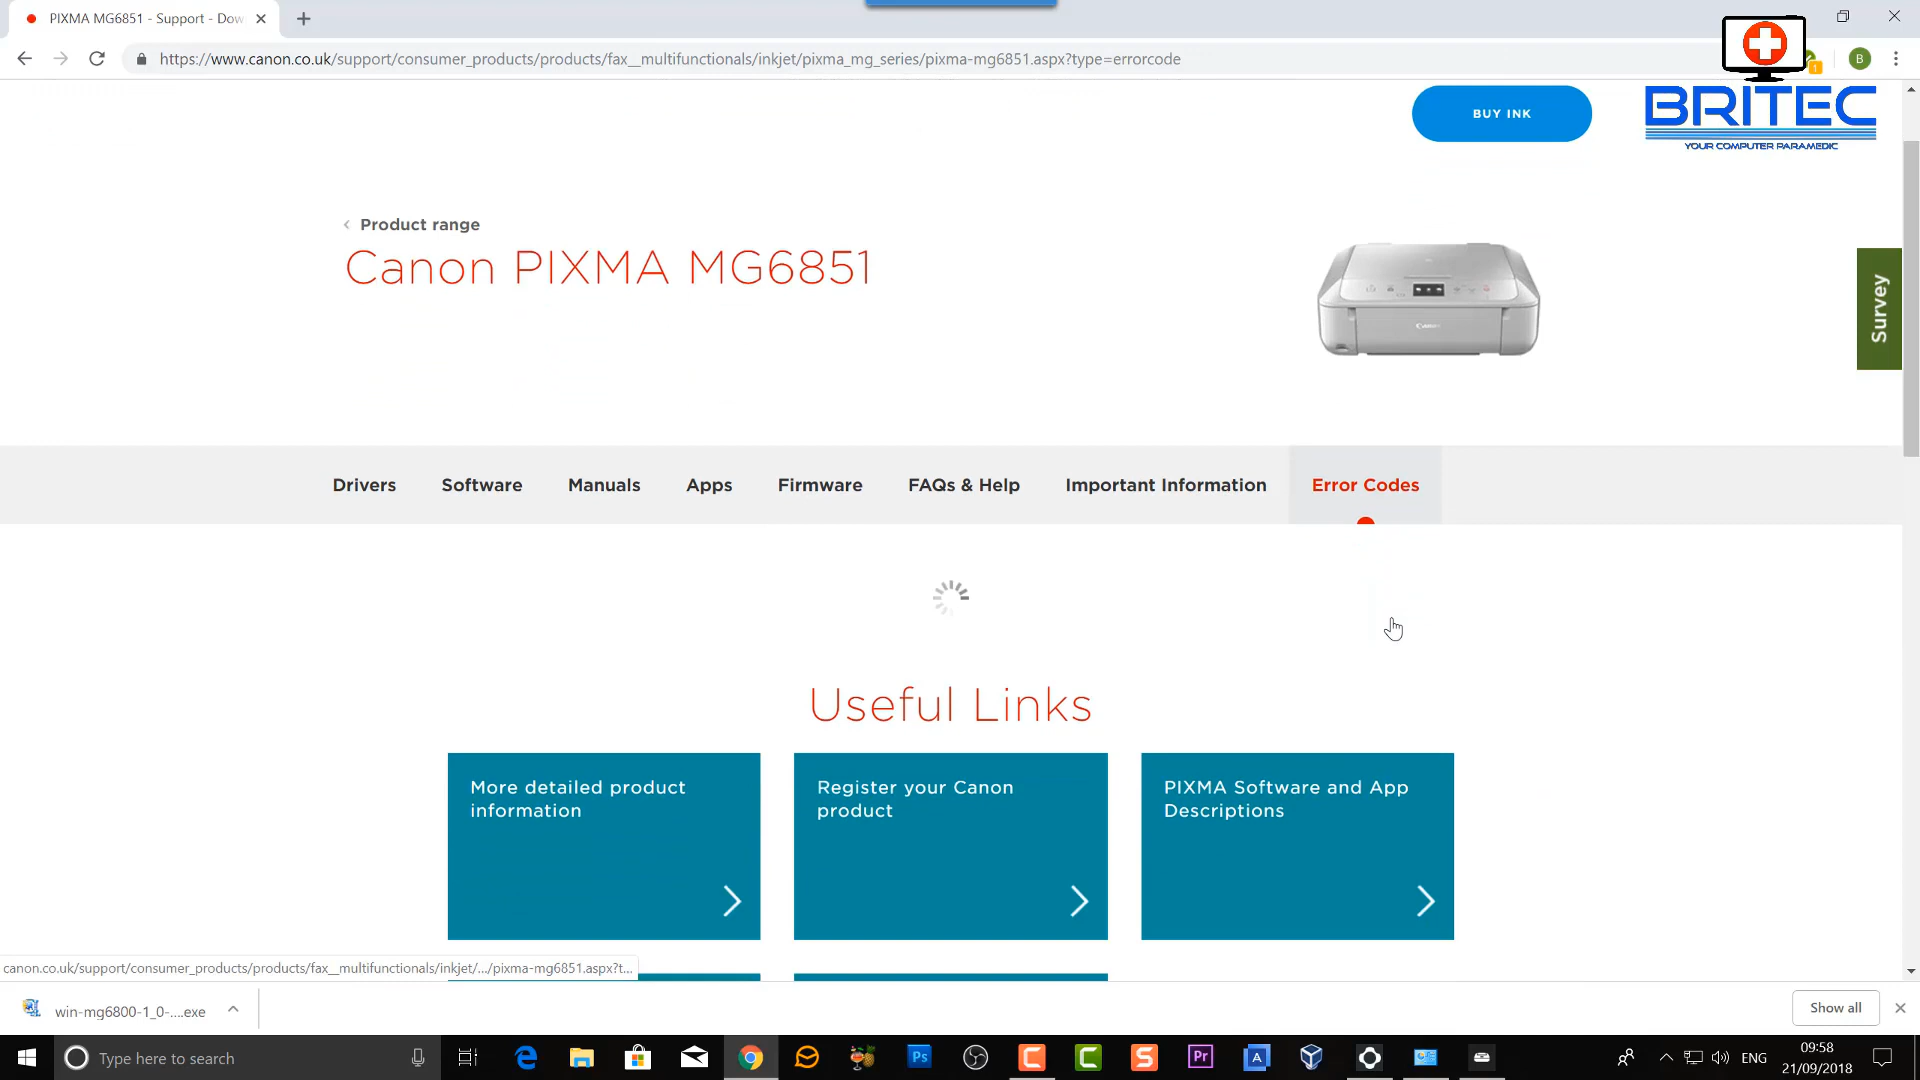 PIXMA MG6851 - Support - Dow
https://www.canon.co.uk/support/consumer_products/products/fax__multifunctionals/inkjet/pixma_mg_series/pixma-mg6851.aspx?type=errorcode
1
B
BUY INK
BRITEC
YOUR COMPUTER PARAMEDIC
Product range
Canon PIXMA MG6851
Canon
Survey
Drivers
Software
Manuals
Apps
Firmware
FAQs & Help
Important Information
Error Codes
Useful Links
More detailed product
information
Register your Canon
product
PIXMA Software and App
Descriptions
canon.co.uk/support/consumer_products/products/fax__multifunctionals/inkjet/.../pixma-mg6851.aspx?t...
win-mg6800-1_0-....exe
Show all
Type here to search
Ps
C
C
S
Pr
A
ENG
09:58
21/09/2018